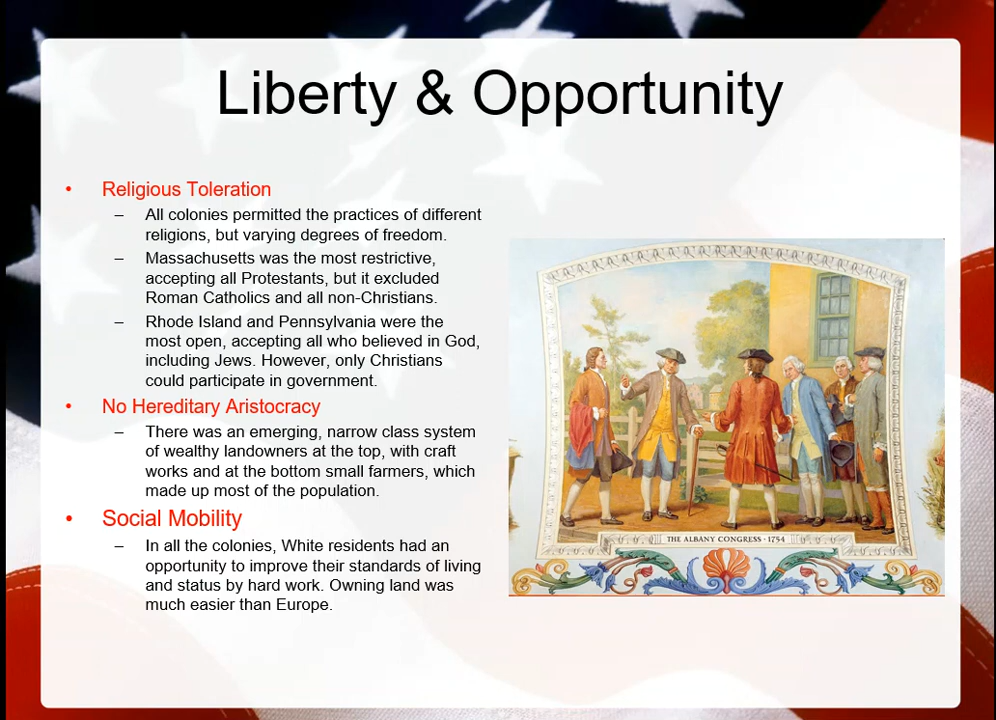 Liberty & Opportunity
• Religious Toleration
– All colonies permitted the practices of different
religions, but varying degrees of freedom.
– Massachusetts was the most restrictive,
accepting all Protestants, but it excluded
Roman Catholics and all non-Christians.
– Rhode Island and Pennsylvania were the
most open, accepting all who believed in God,
including Jews. However, only Christians
could participate in government.
• No Hereditary Aristocracy
– There was an emerging, narrow class system
of wealthy landowners at the top, with craft
works and at the bottom small farmers, which
made up most of the population.
• Social Mobility
– In all the colonies, White residents had an
opportunity to improve their standards of living
and status by hard work. Owning land was
much easier than Europe.
THE ALBANY CONGRESS · 1754